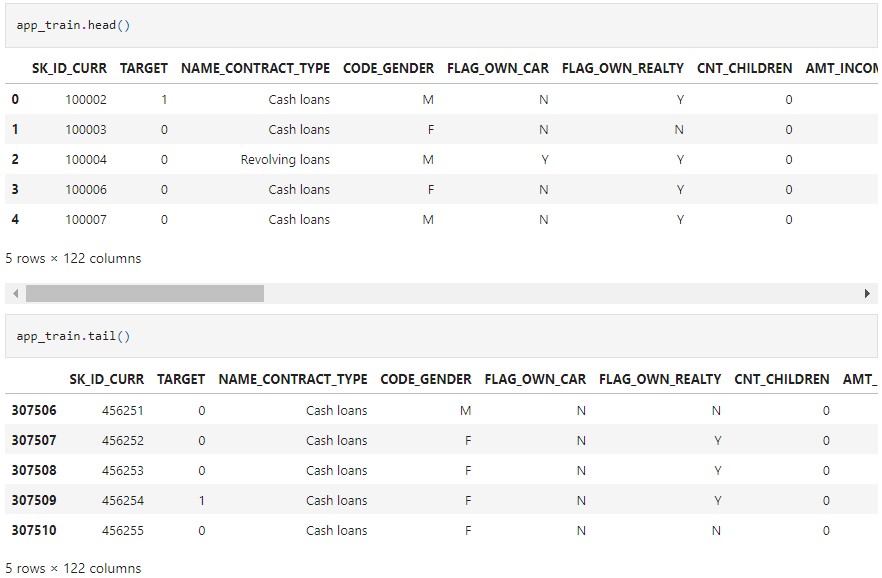 app_train.head()
SK_ID_CURR TARGET NAME_CONTRACT_TYPE CODE_GENDER FLAG_OWN_CAR FLAG_OWN_REALTY CNT_CHILDREN AMT_INCOM
0 100002 1 Cash loans M N Y 0
1 100003 0 Cash loans F N N 0
2 100004 0 Revolving loans M Y Y 0
3 100006 0 Cash loans F N Y 0
4 100007 0 Cash loans M N Y 0
5 rows × 122 columns
app_train.tail()
SK_ID_CURR TARGET NAME_CONTRACT_TYPE CODE_GENDER FLAG_OWN_CAR FLAG_OWN_REALTY CNT_CHILDREN AMT_
307506 456251 0 Cash loans M N N 0
307507 456252 0 Cash loans F N Y 0
307508 456253 0 Cash loans F N Y 0
307509 456254 1 Cash loans F N Y 0
307510 456255 0 Cash loans F N N 0
5 rows × 122 columns